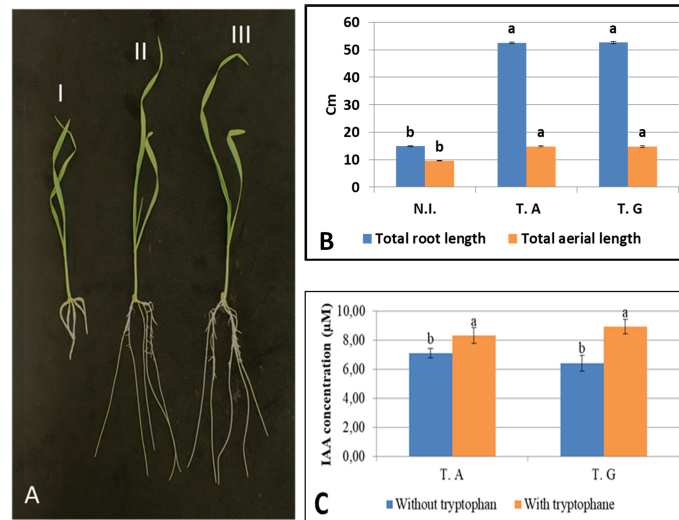 I
II
III
A
Cm
60
50
40
30
20
10
0
b
b
a
a
a
a
N.I.
T. A
T. G
B
Total root length
Total aerial length
IAA concentration (µM)
10,00
8,00
6,00
4,00
2,00
0,00
b
a
b
a
T. A
T. G
C
Without tryptophan
With tryptophane